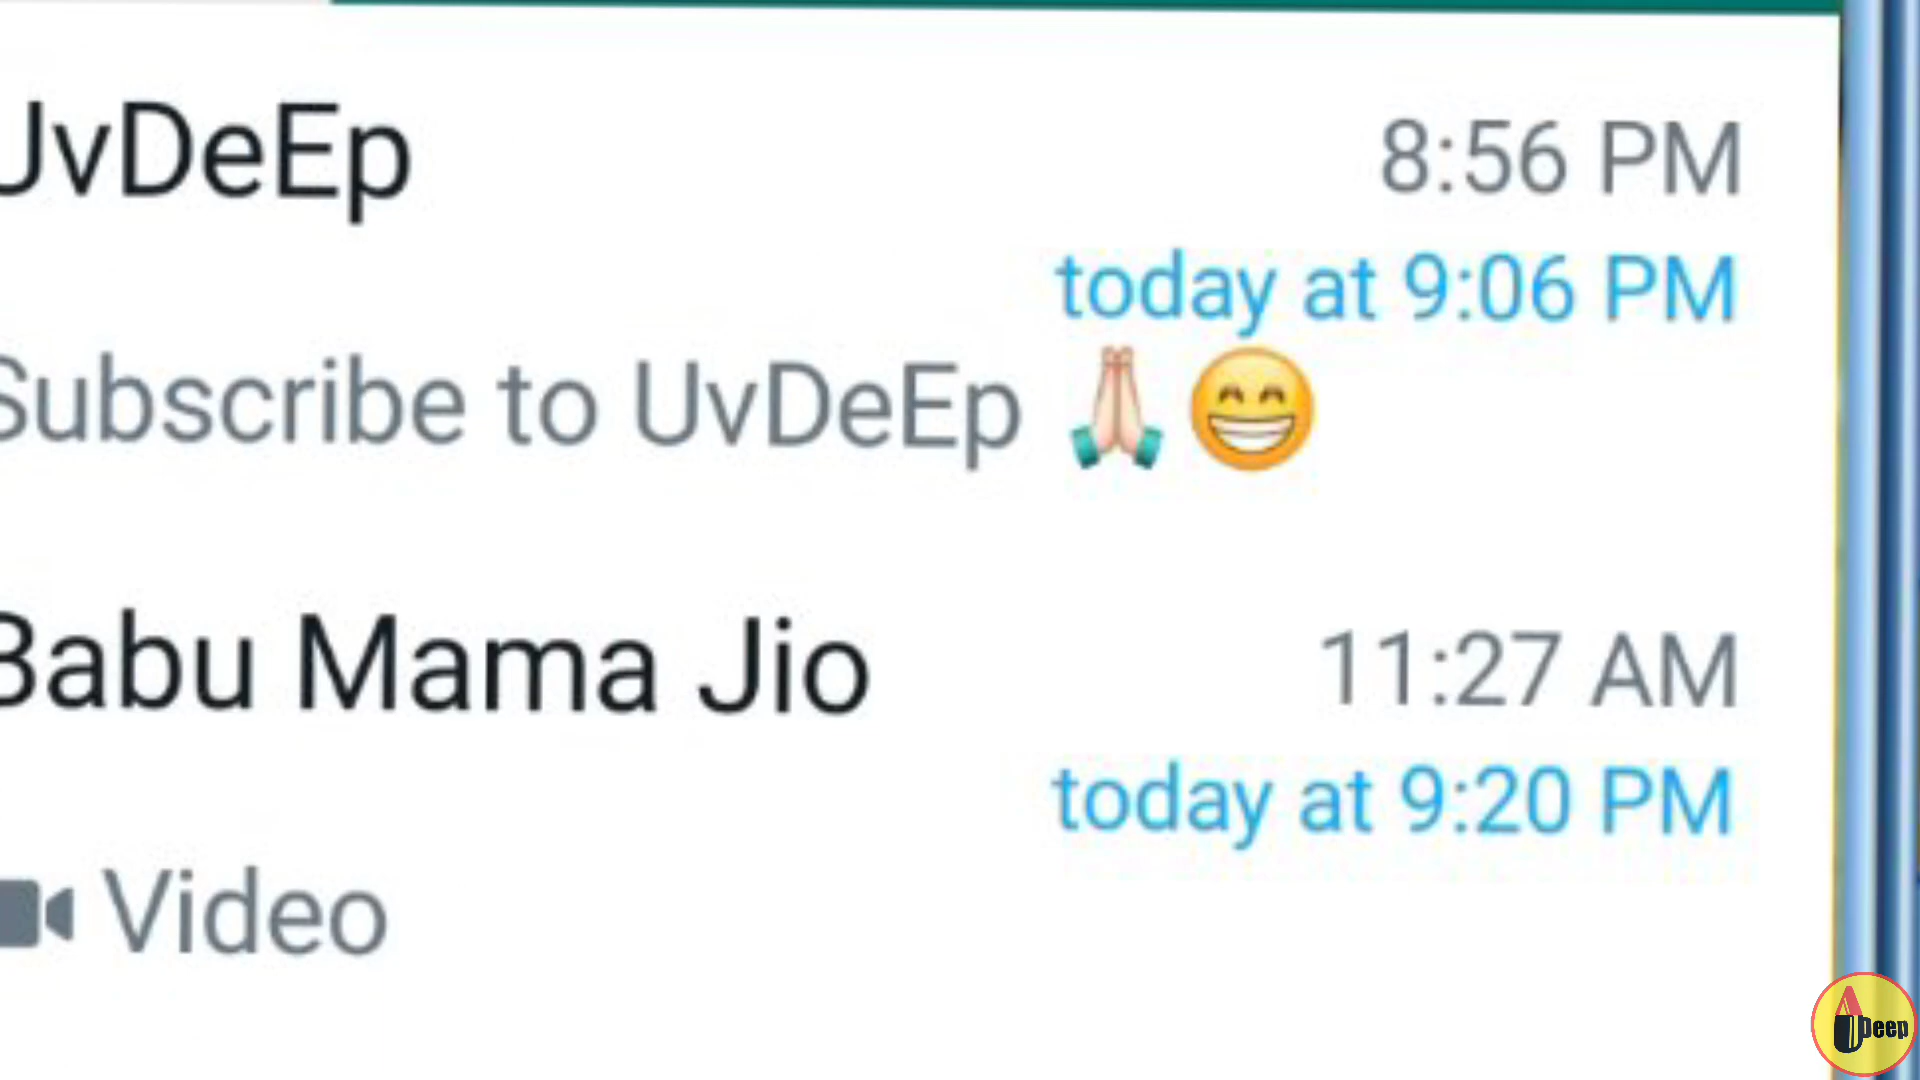 UvDeEp
8:56 PM
today at 9:06 PM
Subscribe to UvDeEp 🙏🏻😁
Babu Mama Jio
11:27 AM
today at 9:20 PM
Video
Deep